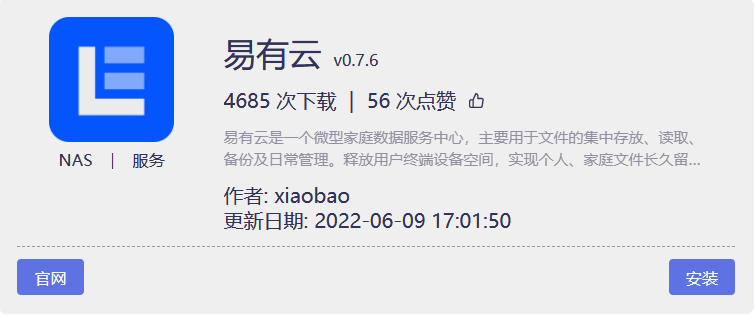 易有云 v0.7.6
4685 次下载 | 56 次点赞
易有云是一个微型家庭数据服务中心，主要用于文件的集中存放、读取、
备份及日常管理。释放用户终端设备空间，实现个人、家庭文件长久留...
NAS | 服务
作者: xiaobao
更新日期: 2022-06-09 17:01:50
官网
安装